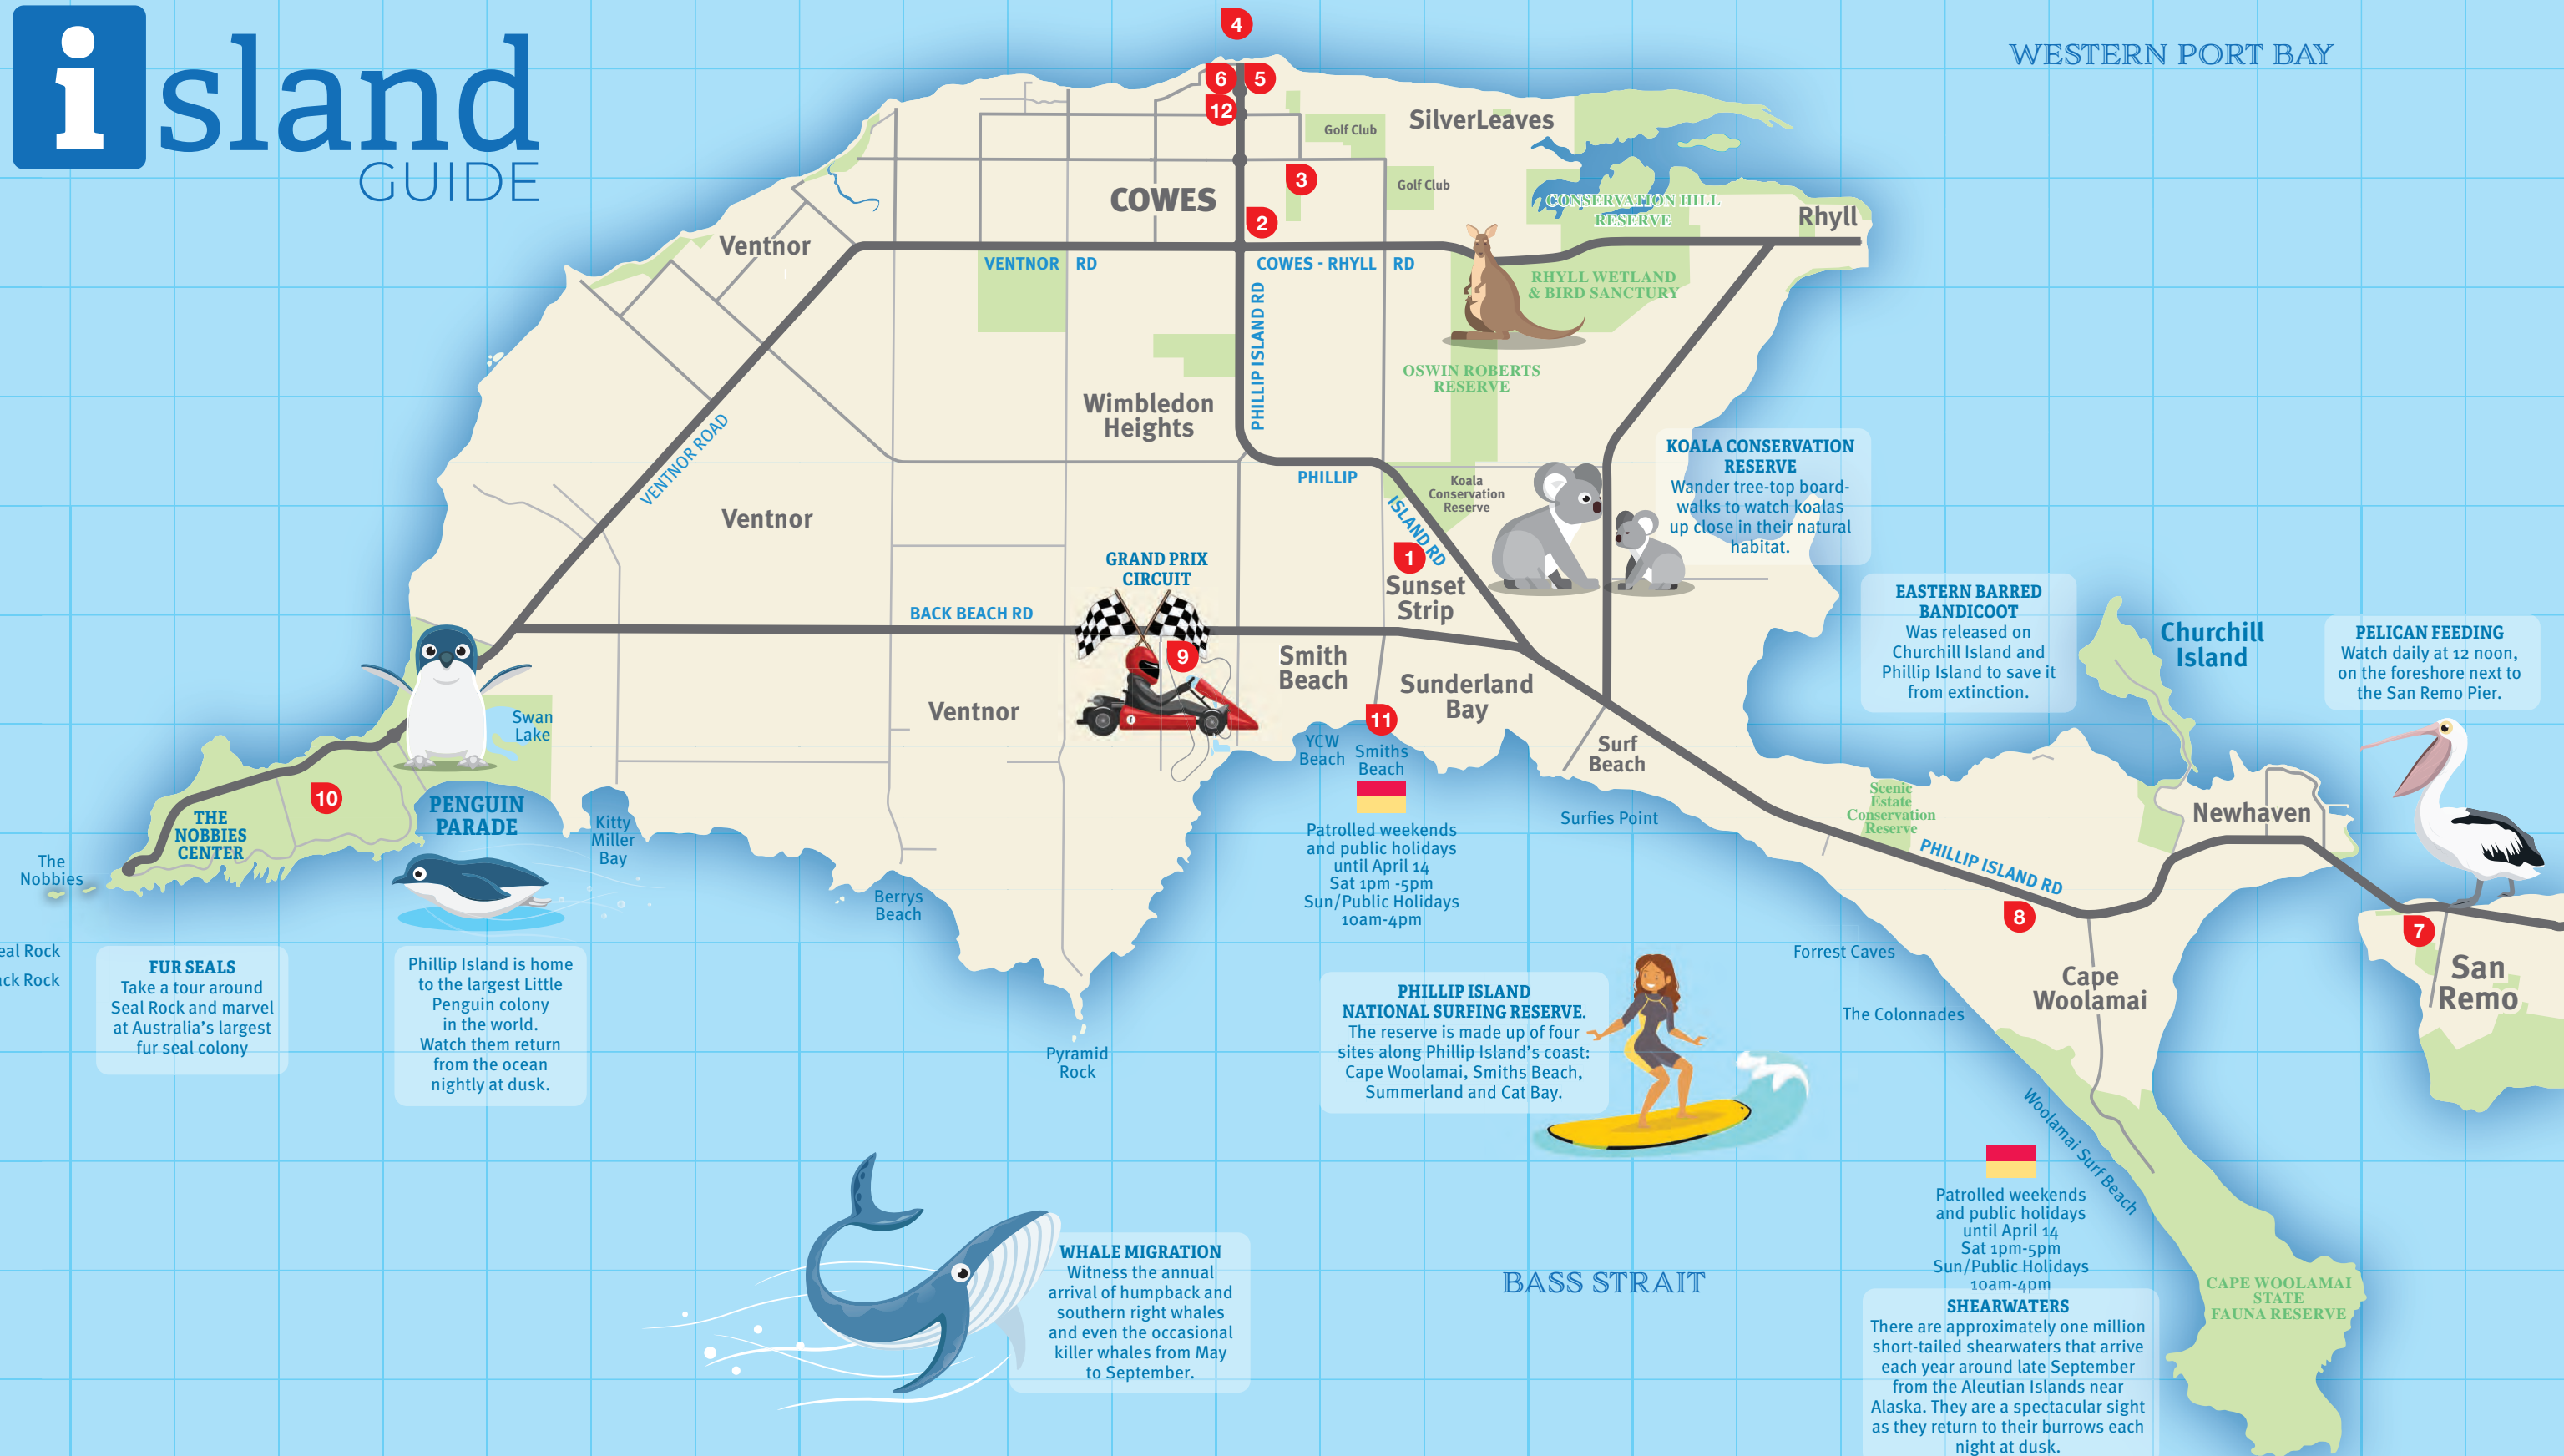 island
GUIDE
WESTERN PORT BAY
4
6
5
12
Golf Club
SilverLeaves
3
Golf Club
COWES
2
CONSERVATION HILL
RESERVE
Rhyll
Ventnor
VENTNOR RD
COWES - RHYLL RD
RHYLL WETLAND
& BIRD SANCTURY
PHILLIP ISLAND RD
OSWIN ROBERTS
RESERVE
Wimbledon
Heights
VENTNOR ROAD
PHILLIP
ISLAND RD
Koala
Conservation
Reserve
KOALA CONSERVATION
RESERVE
Wander tree-top board-
walks to watch koalas
up close in their natural
habitat.
Ventnor
GRAND PRIX
CIRCUIT
1
Sunset
Strip
BACK BEACH RD
EASTERN BARRED
BANDICOOT
Was released on
Churchill Island and
Phillip Island to save it
from extinction.
Churchill
Island
PELICAN FEEDING
Watch daily at 12 noon,
on the foreshore next to
the San Remo Pier.
9
Smith
Beach
Sunderland
Bay
Ventnor
Swan
Lake
11
YCW
Beach
Smiths
Beach
Surf
Beach
10
THE
NOBBIES
CENTER
PENGUIN
PARADE
Kitty
Miller
Bay
Patrolled weekends
and public holidays
until April 14
Sat 1pm -5pm
Sun/Public Holidays
10am-4pm
Surfies Point
Scenic
Estate
Conservation
Reserve
Newhaven
PHILLIP ISLAND RD
The
Nobbies
Berrys
Beach
8
7
eal Rock
ck Rock
FUR SEALS
Take a tour around
Seal Rock and marvel
at Australia's largest
fur seal colony
Phillip Island is home
to the largest Little
Penguin colony
in the world.
Watch them return
from the ocean
nightly at dusk.
Forrest Caves
Cape
Woolamai
San
Remo
The Colonnades
PHILLIP ISLAND
NATIONAL SURFING RESERVE.
The reserve is made up of four
sites along Phillip Island's coast:
Cape Woolamai, Smiths Beach,
Summerland and Cat Bay.
Pyramid
Rock
Woolamai Surf Beach
Patrolled weekends
and public holidays
until April 14
Sat 1pm-5pm
Sun/Public Holidays
10am-4pm
WHALE MIGRATION
Witness the annual
arrival of humpback and
southern right whales
and even the occasional
killer whales from May
to September.
BASS STRAIT
CAPE WOOLAMAI
STATE
FAUNA RESERVE
SHEARWATERS
There are approximately one million
short-tailed shearwaters that arrive
each year around late September
from the Aleutian Islands near
Alaska. They are a spectacular sight
as they return to their burrows each
night at dusk.